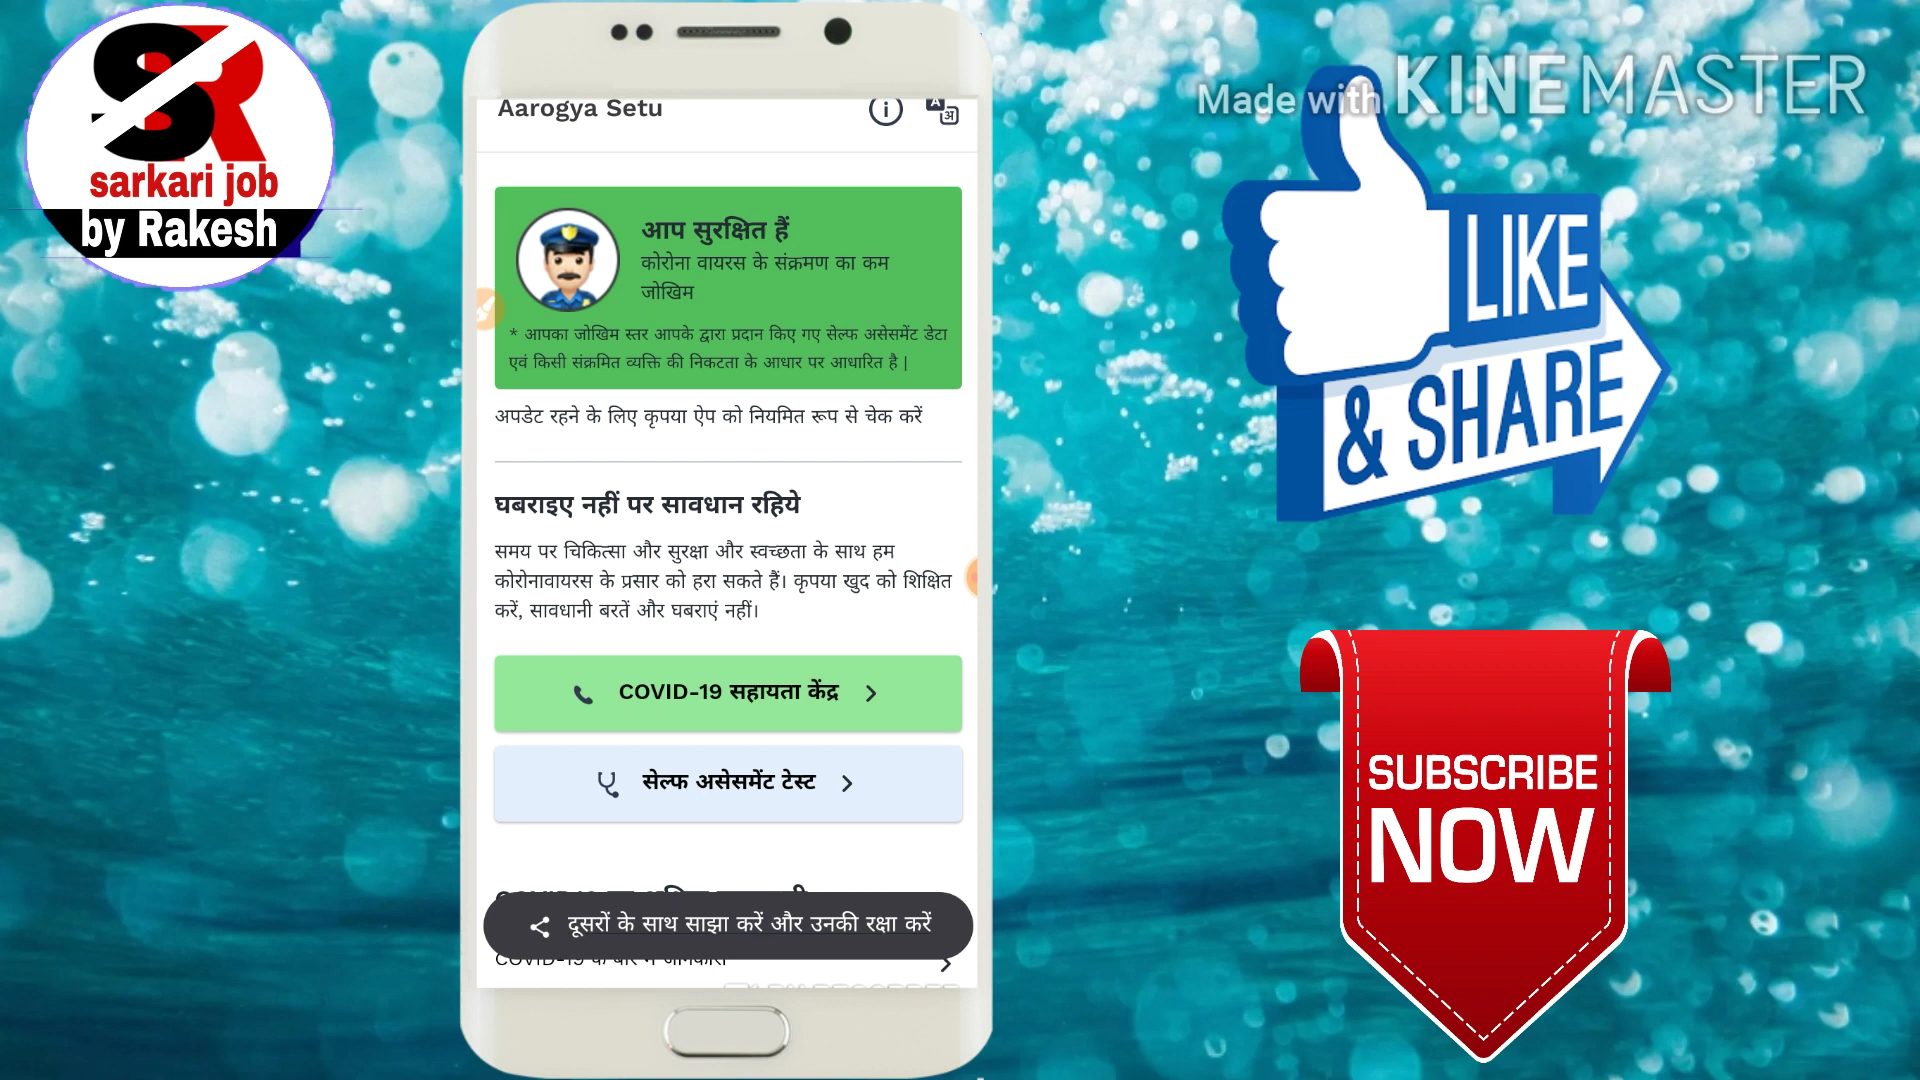 SR
sarkari job
by Rakesh
Aarogya Setu
आप सुरक्षित हैं
कोरोना वायरस के संक्रमण का कम
जोखिम
* आपका जोखिम स्तर आपके द्वारा प्रदान किए गए सेल्फ असेसमेंट डेटा
एवं किसी संक्रमित व्यक्ति की निकटता के आधार पर आधारित है |
अपडेट रहने के लिए कृपया ऐप को नियमित रूप से चेक करें
घबराइए नहीं पर सावधान रहिये
समय पर चिकित्सा और सुरक्षा और स्वच्छता के साथ हम
कोरोनावायरस के प्रसार को हरा सकते हैं। कृपया खुद को शिक्षित
करें, सावधानी बरतें और घबराएं नहीं।
COVID-19 सहायता केंद्र
सेल्फ असेसमेंट टेस्ट
दूसरों के साथ साझा करें और उनकी रक्षा करें
Made with KINEMASTER
LIKE
& SHARE
SUBSCRIBE
NOW